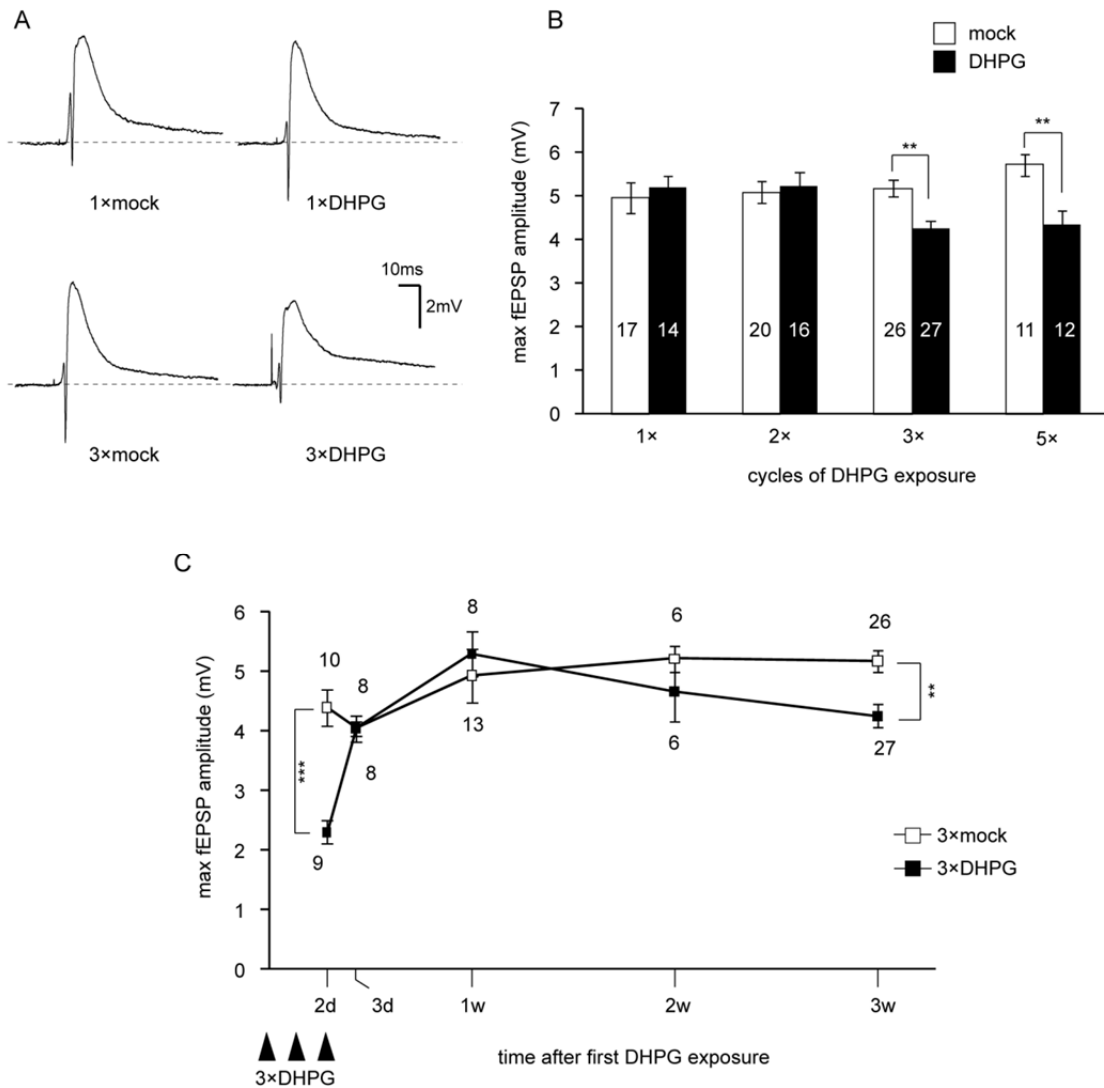 A
1×mock
1×DHPG
10ms
2mV
3×mock
3×DHPG
B
mock
DHPG
max fEPSP amplitude (mV)
7
6
5
4
3
2
1
0
**
**
17
14
20
16
26
27
11
12
1×
2×
3×
5×
cycles of DHPG exposure
C
max fEPSP amplitude (mV)
6
5
4
3
2
1
0
10
8
8
6
26
***
**
9
8
13
6
27
3×mock
3×DHPG
2d
3d
1w
2w
3w
3×DHPG
time after first DHPG exposure